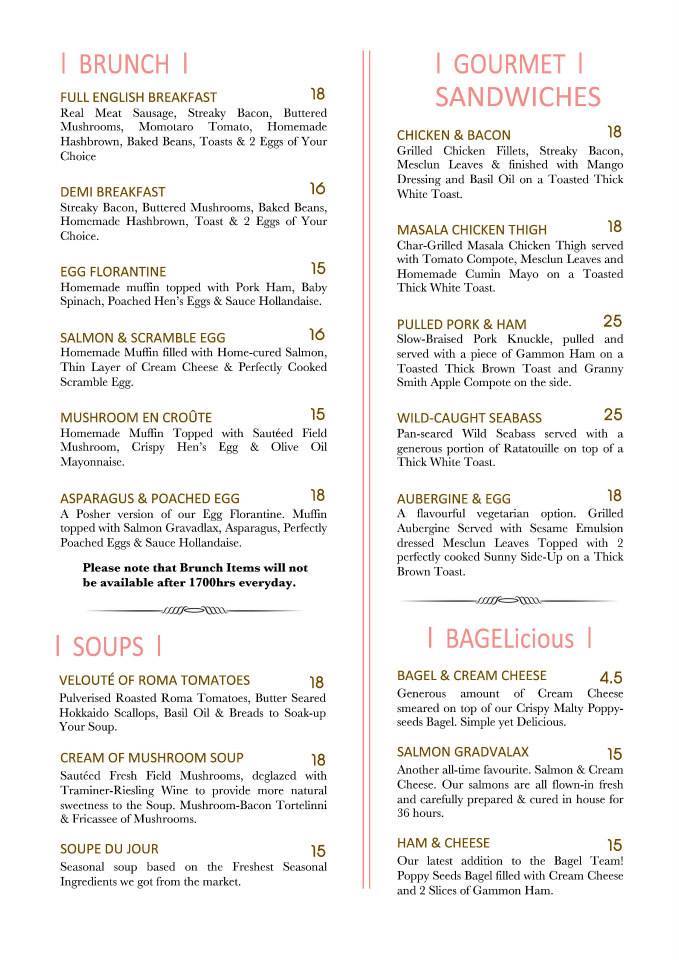 | BRUNCH |
FULL ENGLISH BREAKFAST 18
Real Meat Sausage, Streaky Bacon, Buttered
Mushrooms, Momotaro Tomato, Homemade
Hashbrown, Baked Beans, Toasts & 2 Eggs of Your
Choice
DEMI BREAKFAST 16
Streaky Bacon, Buttered Mushrooms, Baked Beans,
Homemade Hashbrown, Toast & 2 Eggs of Your
Choice.
EGG FLORANTINE 15
Homemade muffin topped with Pork Ham, Baby
Spinach, Poached Hen's Eggs & Sauce Hollandaise.
SALMON & SCRAMBLE EGG 16
Homemade Muffin filled with Home-cured Salmon,
Thin Layer of Cream Cheese & Perfectly Cooked
Scramble Egg.
MUSHROOM EN CROÛTE 15
Homemade Muffin Topped with Sautéed Field
Mushroom, Crispy Hen's Egg & Olive Oil
Mayonnaise.
ASPARAGUS & POACHED EGG 18
A Posher version of our Egg Florantine. Muffin
topped with Salmon Gravadlax, Asparagus, Perfectly
Poached Eggs & Sauce Hollandaise.
Please note that Brunch Items will not
be available after 1700hrs everyday.
| SOUPS |
VELOUTÉ OF ROMA TOMATOES 18
Pulverised Roasted Roma Tomatoes, Butter Seared
Hokkaido Scallops, Basil Oil & Breads to Soak-up
Your Soup.
CREAM OF MUSHROOM SOUP 18
Sautéed Fresh Field Mushrooms, deglazed with
Traminer-Riesling Wine to provide more natural
sweetness to the Soup. Mushroom-Bacon Tortelinni
& Fricassee of Mushrooms.
SOUPE DU JOUR 15
Seasonal soup based on the Freshest Seasonal
Ingredients we got from the market.
| GOURMET |
SANDWICHES
CHICKEN & BACON 18
Grilled Chicken Fillets, Streaky Bacon,
Mesclun Leaves & finished with Mango
Dressing and Basil Oil on a Toasted Thick
White Toast.
MASALA CHICKEN THIGH 18
Char-Grilled Masala Chicken Thigh served
with Tomato Compote, Mesclun Leaves and
Homemade Cumin Mayo on a Toasted
Thick White Toast.
PULLED PORK & HAM 25
Slow-Braised Pork Knuckle, pulled and
served with a piece of Gammon Ham on a
Toasted Thick Brown Toast and Granny
Smith Apple Compote on the side.
WILD-CAUGHT SEABASS 25
Pan-seared Wild Seabass served with a
generous portion of Ratatouille on top of a
Thick White Toast.
AUBERGINE & EGG 18
A flavourful vegetarian option. Grilled
Aubergine Served with Sesame Emulsion
dressed Mesclun Leaves Topped with 2
perfectly cooked Sunny Side-Up on a Thick
Brown Toast.
| BAGELicious |
BAGEL & CREAM CHEESE 4.5
Generous amount of Cream Cheese
smeared on top of our Crispy Malty Poppy-
seeds Bagel. Simple yet Delicious.
SALMON GRADVALAX 15
Another all-time favourite. Salmon & Cream
Cheese. Our salmons are all flown-in fresh
and carefully prepared & cured in house for
36 hours.
HAM & CHEESE 15
Our latest addition to the Bagel Team!
Poppy Seeds Bagel filled with Cream Cheese
and 2 Slices of Gammon Ham.